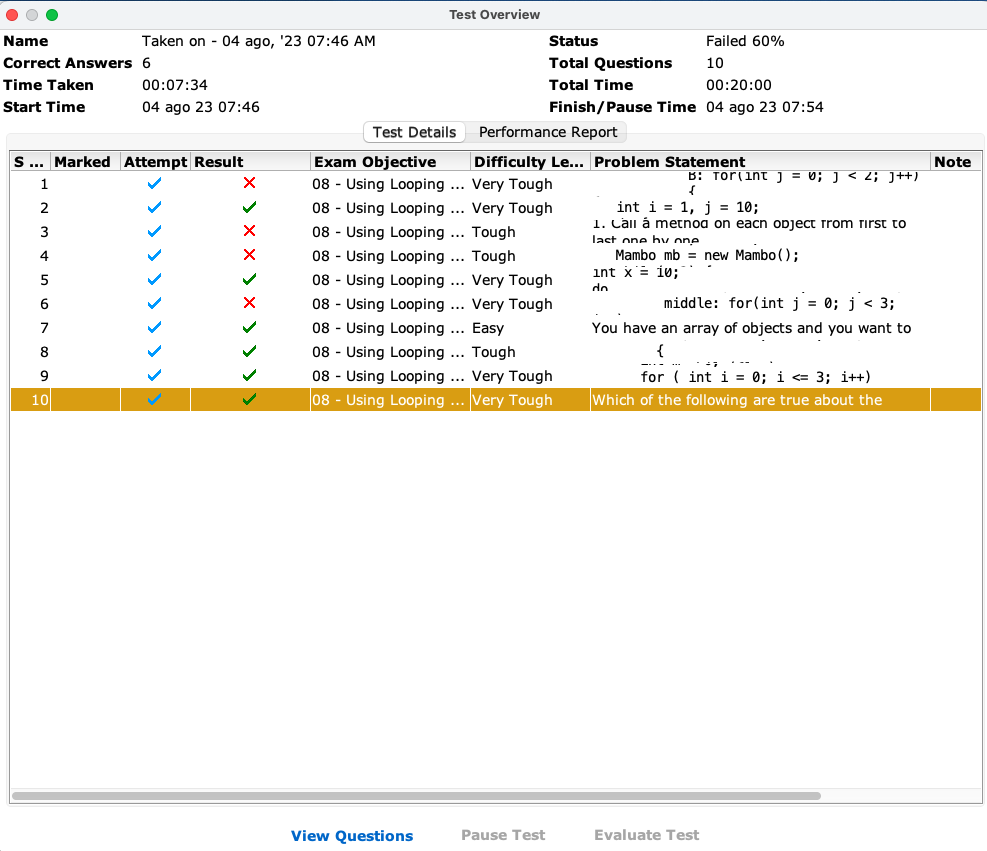 Test Overview
Name Taken on - 04 ago, '23 07:46 AM Status Failed 60%
Correct Answers 6 Total Questions 10
Time Taken 00:07:34 Total Time 00:20:00
Start Time 04 ago 23 07:46 Finish/Pause Time 04 ago 23 07:54
Test Details Performance Report
S ... Marked Attempt Result Exam Objective Difficulty Le... Problem Statement Note
1 08 - Using Looping ... Very Tough B: for(int j = 0; j < 2; j++)
{
2 08 - Using Looping ... Very Tough int i = 1, j = 10;
3 08 - Using Looping ... Tough 1. Call a method on each object from first to
last one by one
4 08 - Using Looping ... Tough Mambo mb = new Mambo();
5 08 - Using Looping ... Very Tough int x = 10;
do
6 08 - Using Looping ... Very Tough middle: for(int j = 0; j < 3;
7 08 - Using Looping ... Easy You have an array of objects and you want to
8 08 - Using Looping ... Tough {
9 08 - Using Looping ... Very Tough for ( int i = 0; i <= 3; i++)
10 08 - Using Looping ... Very Tough Which of the following are true about the
View Questions Pause Test Evaluate Test